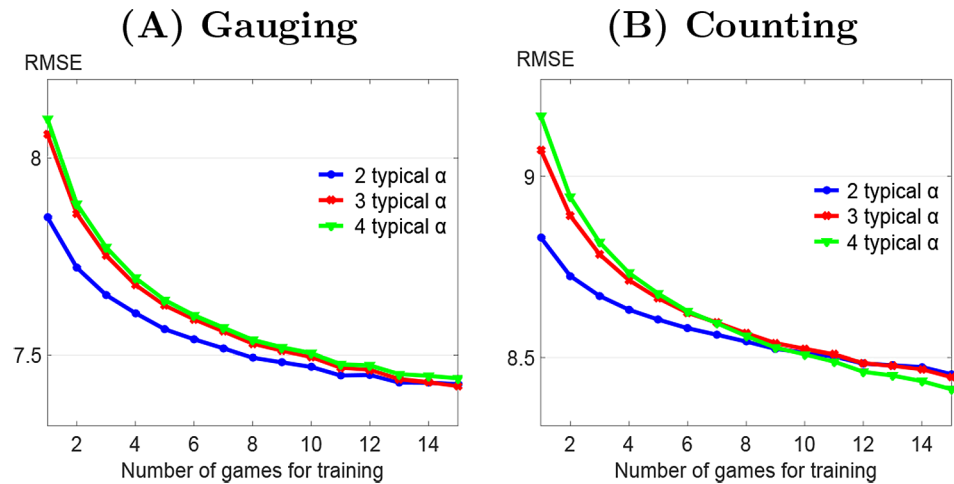 (A) Gauging
RMSE
8
7.5
2 typical α
3 typical α
4 typical α
2 4 6 8 10 12 14
Number of games for training
(B) Counting
RMSE
9
8.5
2 typical α
3 typical α
4 typical α
2 4 6 8 10 12 14
Number of games for training